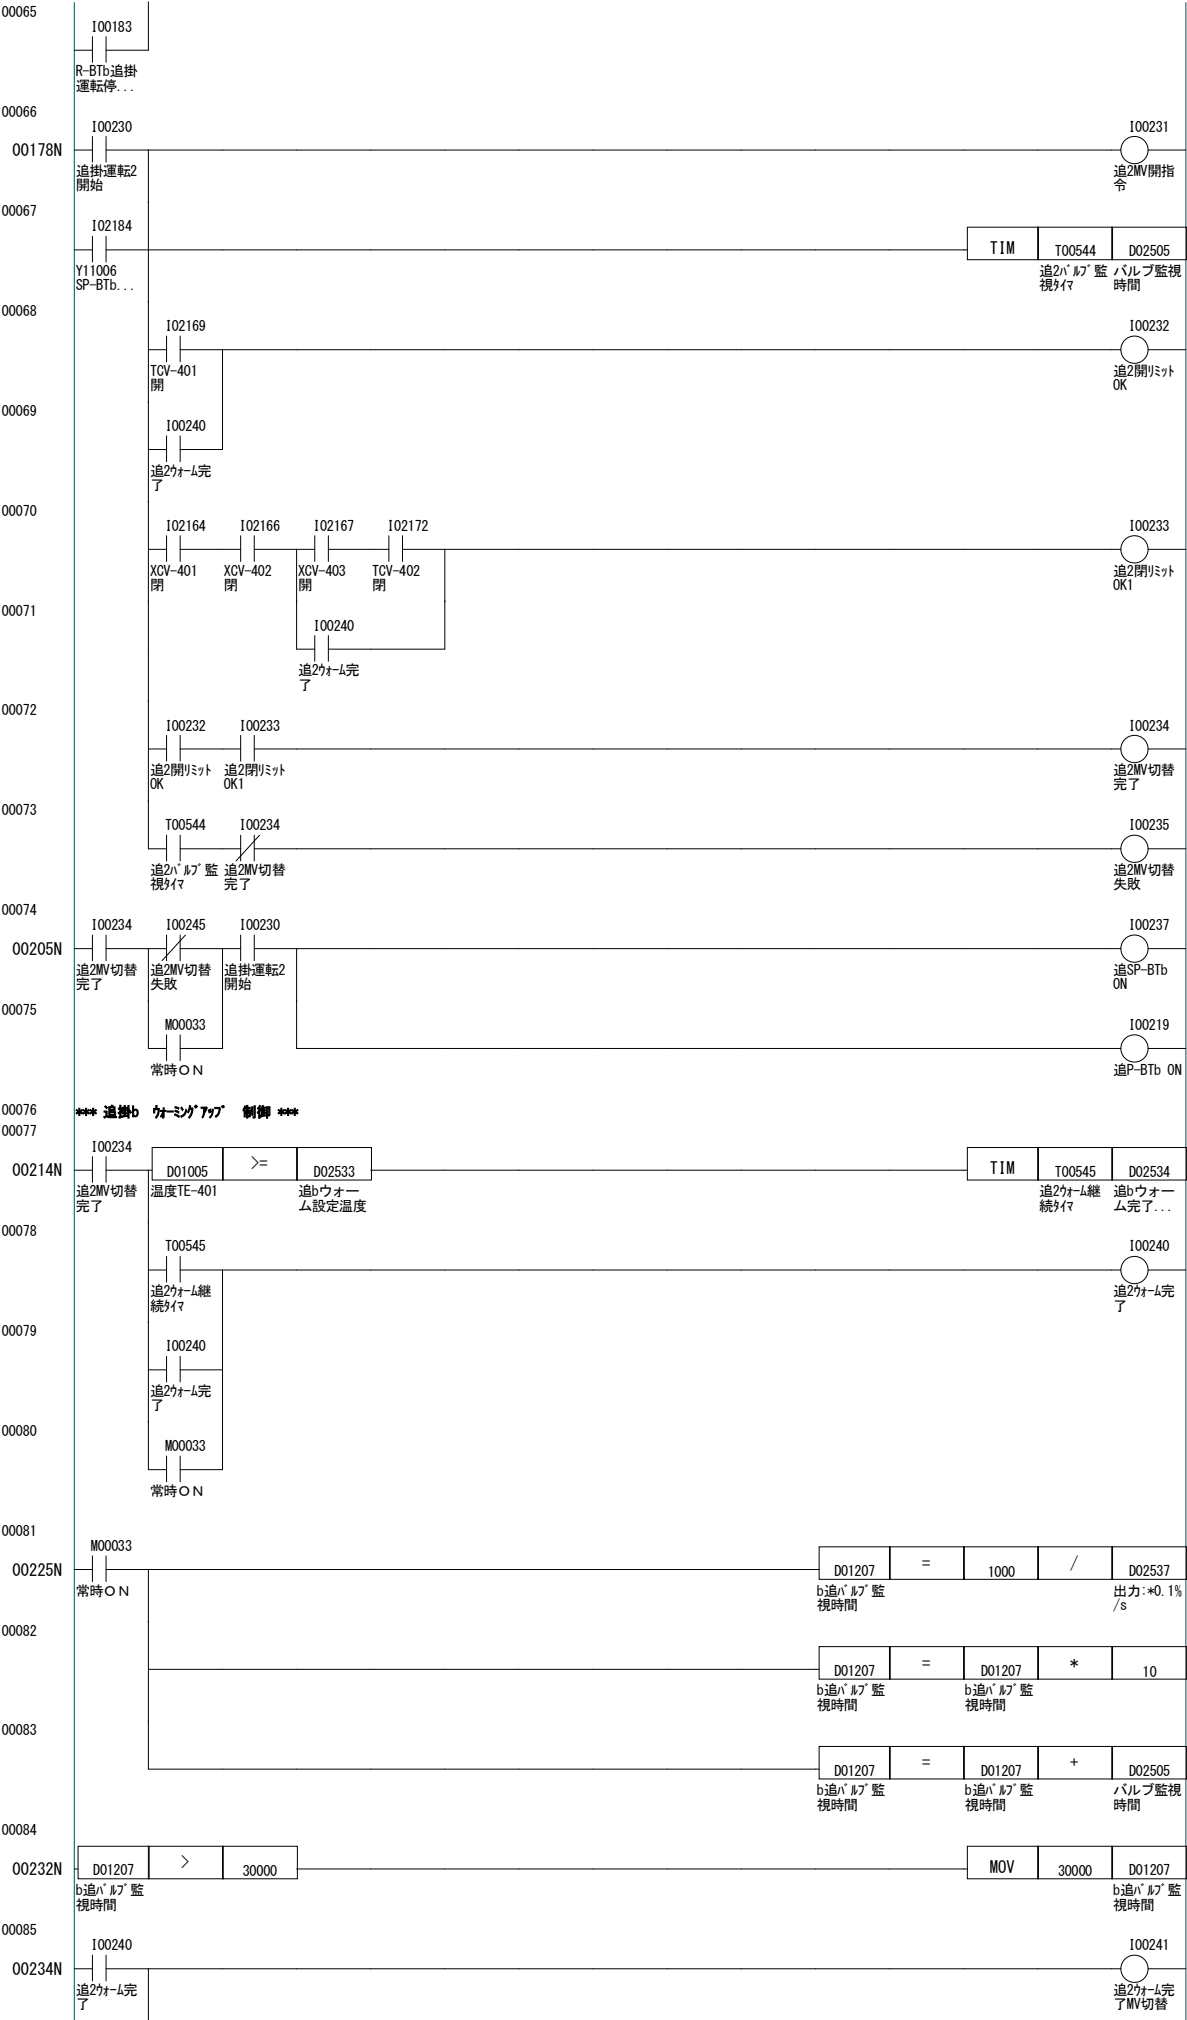 00065
I00183
R-BTb追掛
運転停...
00066
I00230
I00231
00178N
追掛運転2
開始
追2MV開指
令
00067
I02184
TIM T00544 D02505
Y11006
SP-BTb...
追2ﾊﾞﾙﾌﾞ監
視ﾀｲﾏ
バルブ監視
時間
00068
I02169
I00232
TCV-401
開
追2開ﾘﾐｯﾄ
OK
00069
I00240
追2ｳｫｰﾑ完
了
00070
I02164 I02166 I02167 I02172
I00233
XCV-401
閉
XCV-402
閉
XCV-403
開
TCV-402
閉
追2閉ﾘﾐｯﾄ
OK1
00071
I00240
追2ｳｫｰﾑ完
了
00072
I00232 I00233
I00234
追2開ﾘﾐｯﾄ
OK
追2閉ﾘﾐｯﾄ
OK1
追2MV切替
完了
00073
T00544 I00234
I00235
追2ﾊﾞﾙﾌﾞ監
視ﾀｲﾏ
追2MV切替
完了
追2MV切替
失敗
00074
I00234 I00245 I00230
I00237
00205N
追2MV切替
完了
追2MV切替
失敗
追掛運転2
開始
追SP-BTb
ON
00075
M00033
I00219
常時ON
追P-BTb ON
00076
*** 追掛b ｳｫｰﾐﾝｸﾞｱｯﾌﾟ 制御 ***
00077
I00234
00214N
D01005 >= D02533
TIM T00545 D02534
追2MV切替
完了
温度TE-401
追bウォー
ム設定温度
追2ｳｫｰﾑ継
続ﾀｲﾏ
追bウォー
ム完了...
00078
T00545
I00240
追2ｳｫｰﾑ継
続ﾀｲﾏ
追2ｳｫｰﾑ完
了
00079
I00240
追2ｳｫｰﾑ完
了
00080
M00033
常時ON
00081
M00033
00225N
D01207 = 1000 / D02537
常時ON
b追ﾊﾞﾙﾌﾞ監
視時間
出力:*0.1%
/s
00082
D01207 = D01207 * 10
b追ﾊﾞﾙﾌﾞ監
視時間
b追ﾊﾞﾙﾌﾞ監
視時間
00083
D01207 = D01207 + D02505
b追ﾊﾞﾙﾌﾞ監
視時間
b追ﾊﾞﾙﾌﾞ監
視時間
バルブ監視
時間
00084
00232N
D01207 > 30000
MOV 30000 D01207
b追ﾊﾞﾙﾌﾞ監
視時間
b追ﾊﾞﾙﾌﾞ監
視時間
00085
I00240
I00241
00234N
追2ｳｫｰﾑ完
了
追2ｳｫｰﾑ完
了MV切替